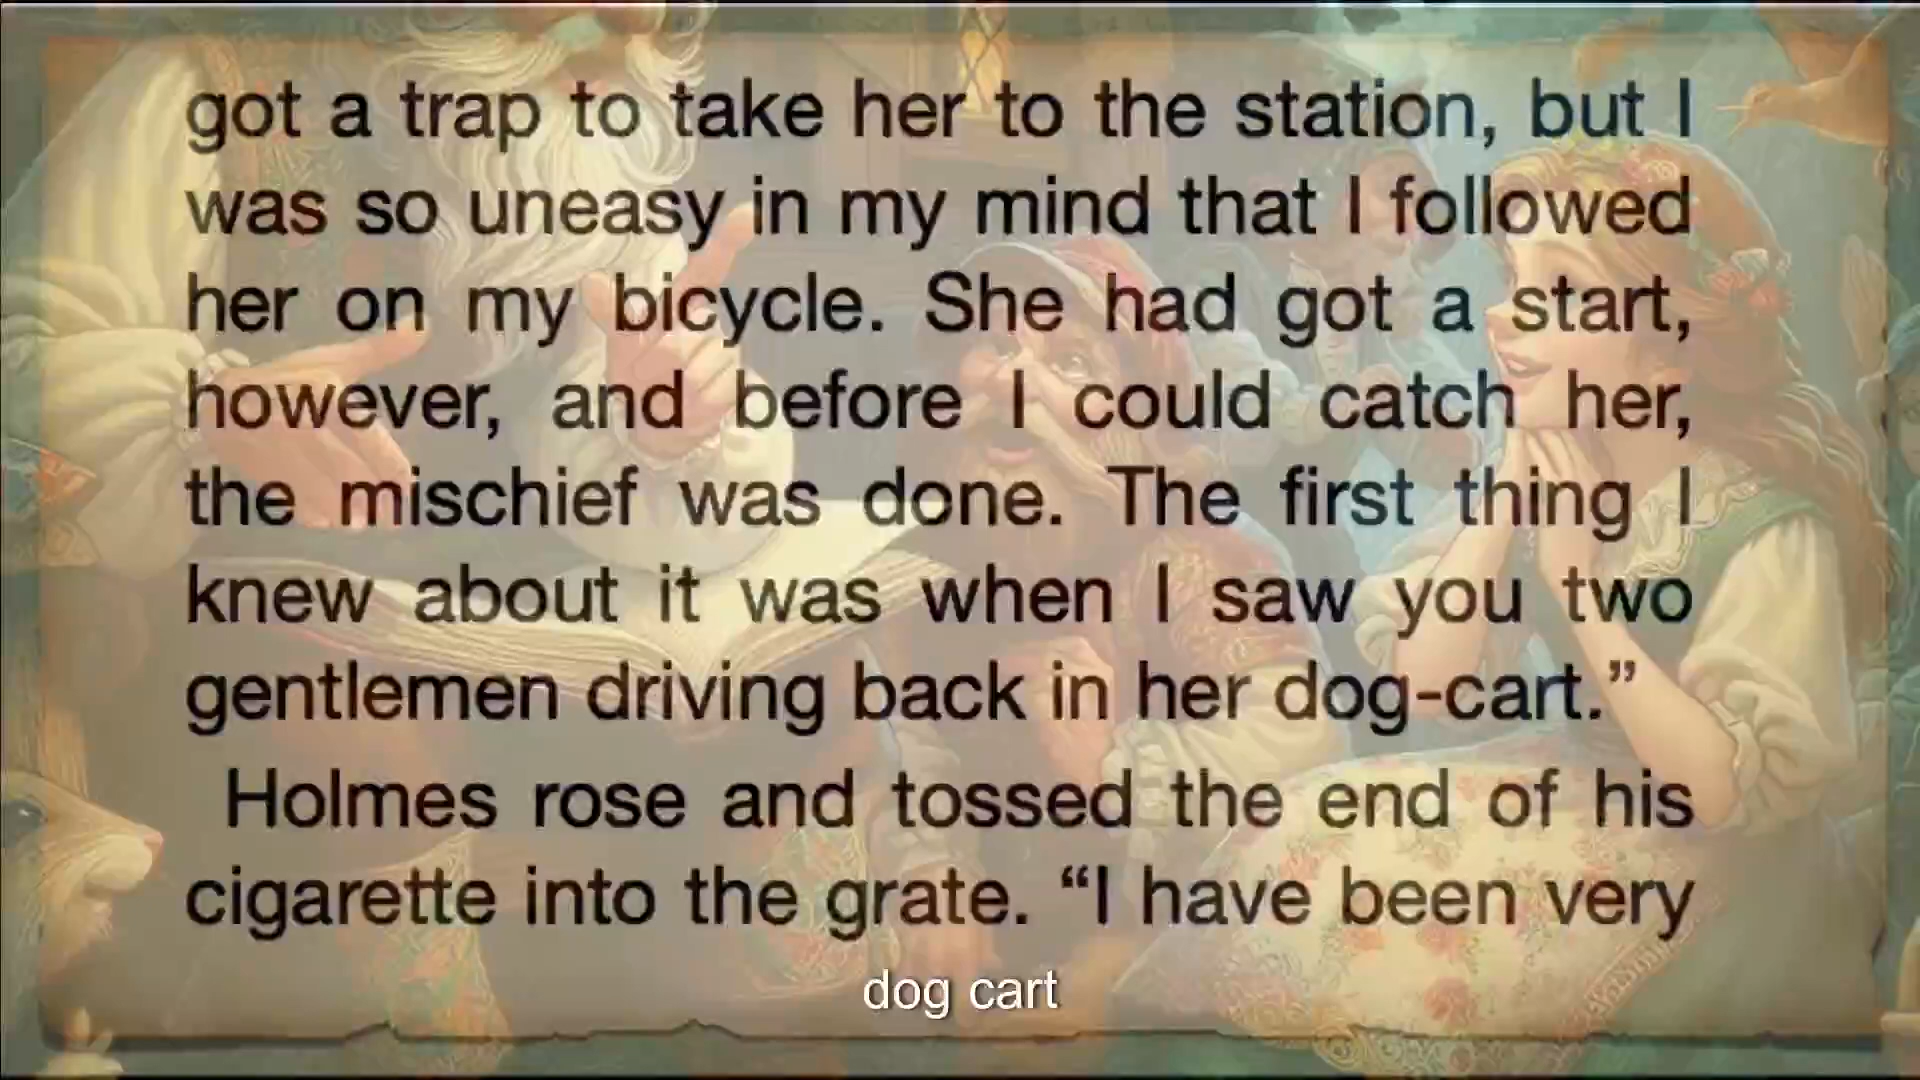 got a trap to take her to the station, but I
was so uneasy in my mind that I followed
her on my bicycle. She had got a start,
however, and before I could catch her,
the mischief was done. The first thing I
knew about it was when I saw you two
gentlemen driving back in her dog-cart.”
Holmes rose and tossed the end of his
cigarette into the grate. “I have been very
dog cart